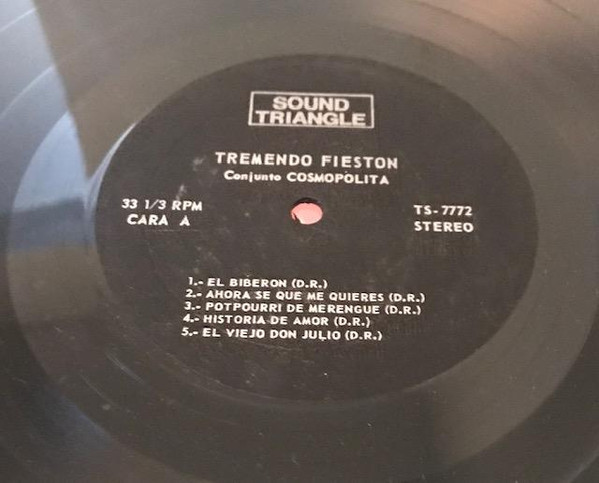 SOUND
TRIANGLE
TREMENDO FIESTON
Conjunto COSMOPOLITA
33 1/3 RPM
CARA A
TS-7772
STEREO
1.- EL BIBERON (D.R.)
2.- AHORA SE QUE ME QUIERES (D.R.)
3.- POTPOURRI DE MERENGUE (D.R.)
4.- HISTORIA DE AMOR (D.R.)
5.- EL VIEJO DON JULIO (D.R.)